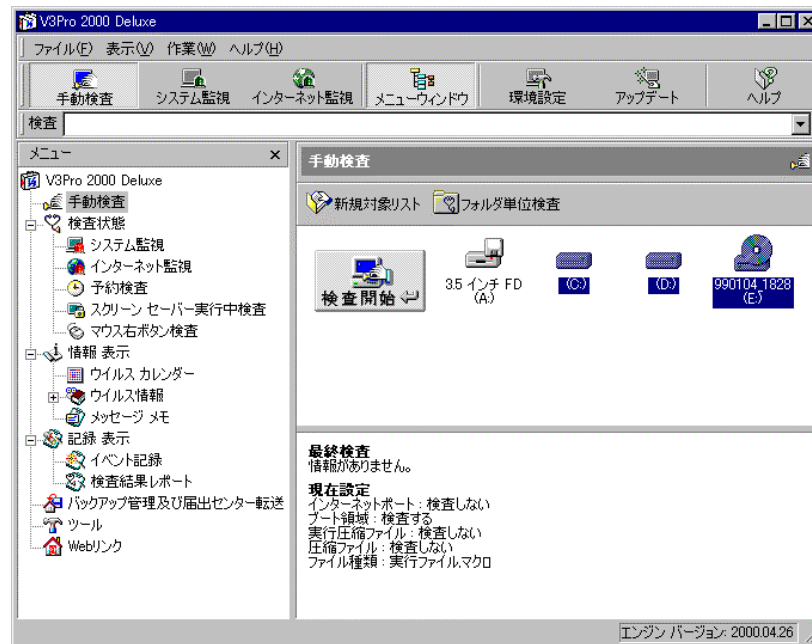 V3Pro 2000 Deluxe
ファイル(F) 表示(V) 作業(W) ヘルプ(H)
手動検査 システム監視 インターネット監視 メニューウィンドウ 環境設定 アップデート ヘルプ
検査
メニュー
V3Pro 2000 Deluxe
手動検査
検査状態
システム監視
インターネット監視
予約検査
スクリーン セーバー実行中検査
マウス右ボタン検査
情報 表示
ウイルス カレンダー
ウイルス情報
メッセージ メモ
記録 表示
イベント記録
検査結果レポート
バックアップ管理及び届出センター転送
ツール
Webリンク
手動検査
新規対象リスト フォルダ単位検査
検査開始
3.5 インチ FD
(A:)
(C:)
(D:)
990104_1828
(E:)
最終検査
情報がありません。
現在設定
インターネットポート : 検査しない
ブート領域 : 検査する
実行圧縮ファイル : 検査しない
圧縮ファイル : 検査しない
ファイル種類 : 実行ファイル,マクロ
エンジン バージョン: 2000.04.26